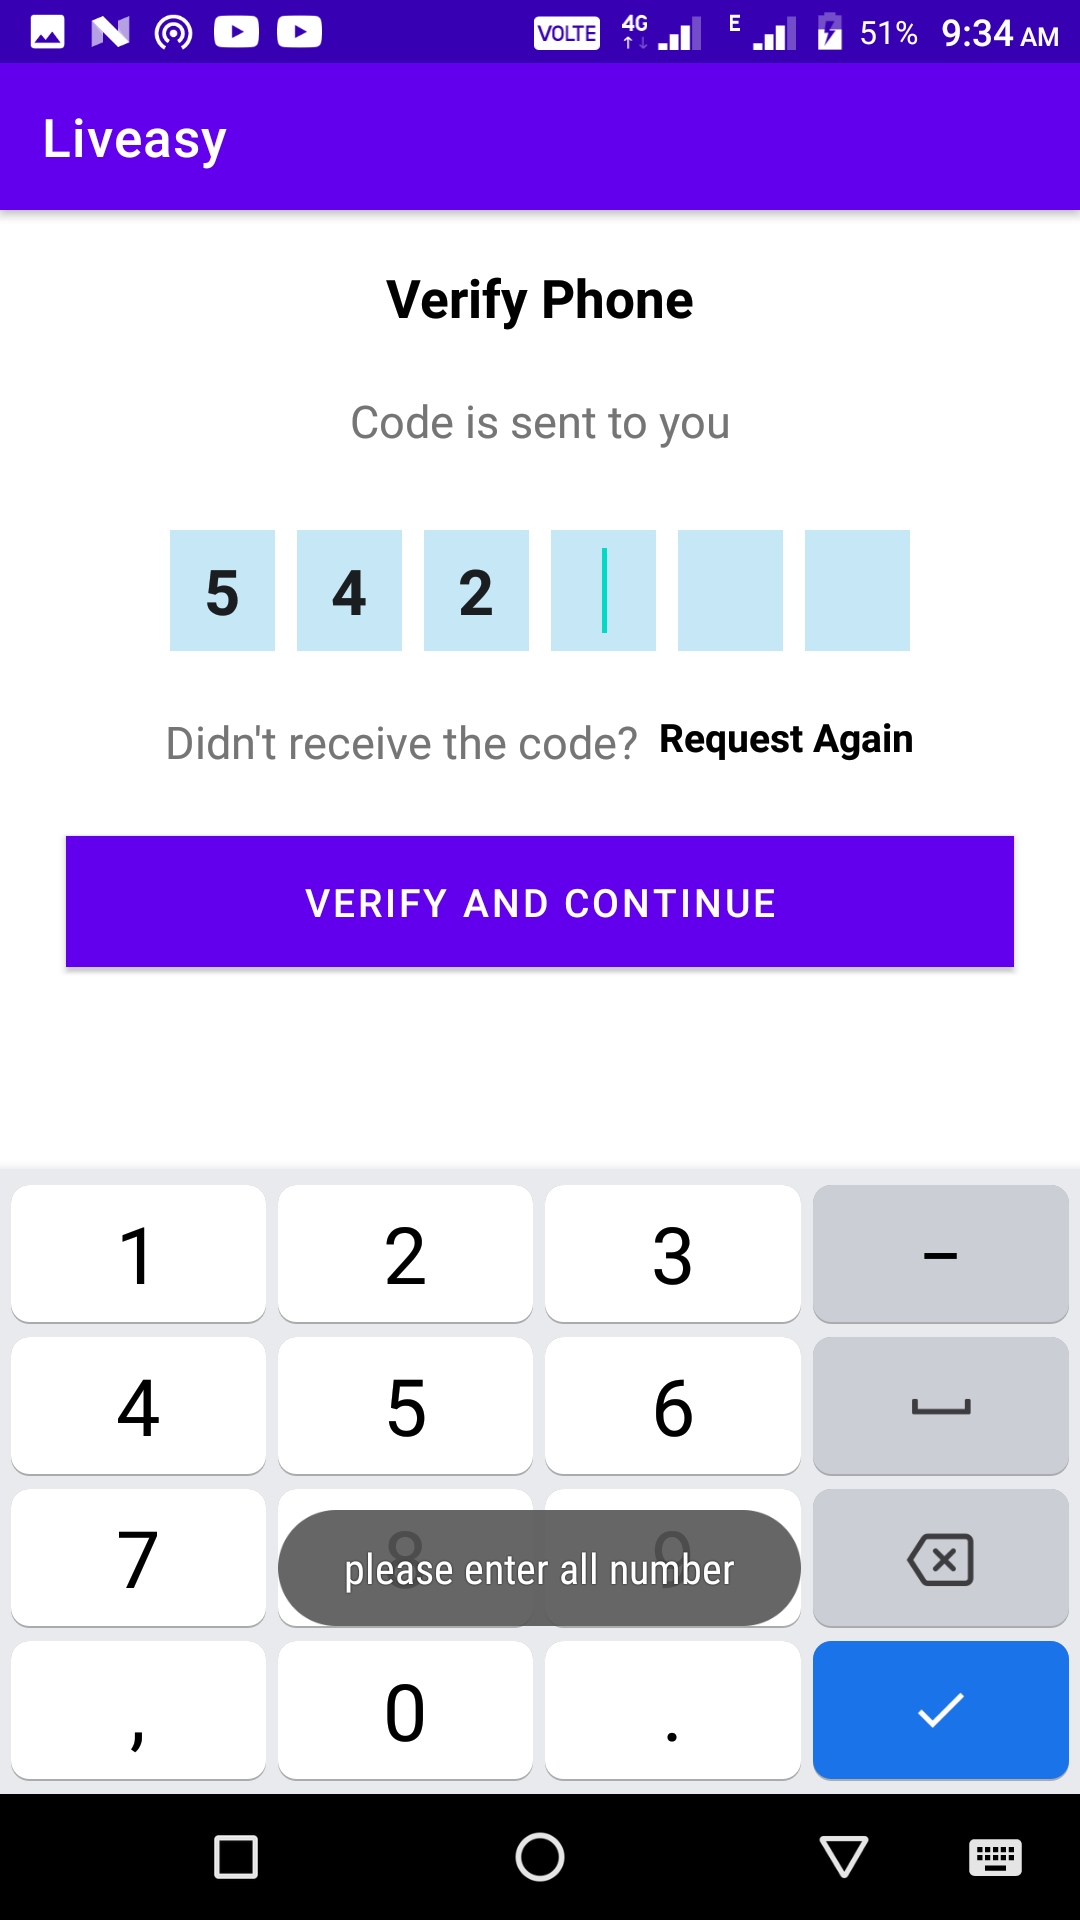 VOLTE 4G E 51% 9:34 AM
Liveasy
Verify Phone
Code is sent to you
5 4 2
Didn't receive the code? Request Again
VERIFY AND CONTINUE
1 2 3 –
4 5 6
7 8 9
please enter all number
, 0 .